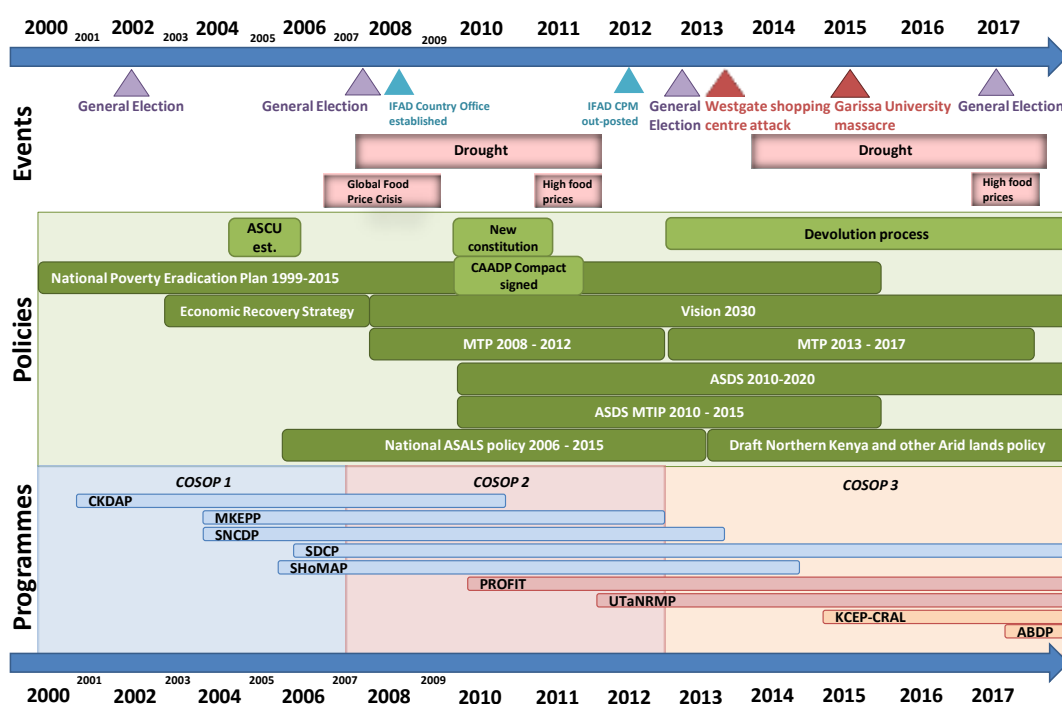 2000 2001 2002 2003 2004 2005 2006 2007 2008 2009 2010 2011 2012 2013 2014 2015 2016 2017
Events
General Election
General Election
IFAD Country Office
established
IFAD CPM
out-posted
General
Election
Westgate shopping
centre attack
Garissa University
massacre
General Election
Drought
Drought
Global Food
Price Crisis
High food
prices
High food
prices
Policies
ASCU
est.
New
constitution
Devolution process
National Poverty Eradication Plan 1999-2015
CAADP Compact
signed
Economic Recovery Strategy
Vision 2030
MTP 2008 - 2012
MTP 2013 - 2017
ASDS 2010-2020
ASDS MTIP 2010 - 2015
National ASALS policy 2006 - 2015
Draft Northern Kenya and other Arid lands policy
Programmes
COSOP 1
COSOP 2
COSOP 3
CKDAP
MKEPP
SNCDP
SDCP
SHoMAP
PROFIT
UTaNRMP
KCEP-CRAL
ABDP
2000 2001 2002 2003 2004 2005 2006 2007 2008 2009 2010 2011 2012 2013 2014 2015 2016 2017